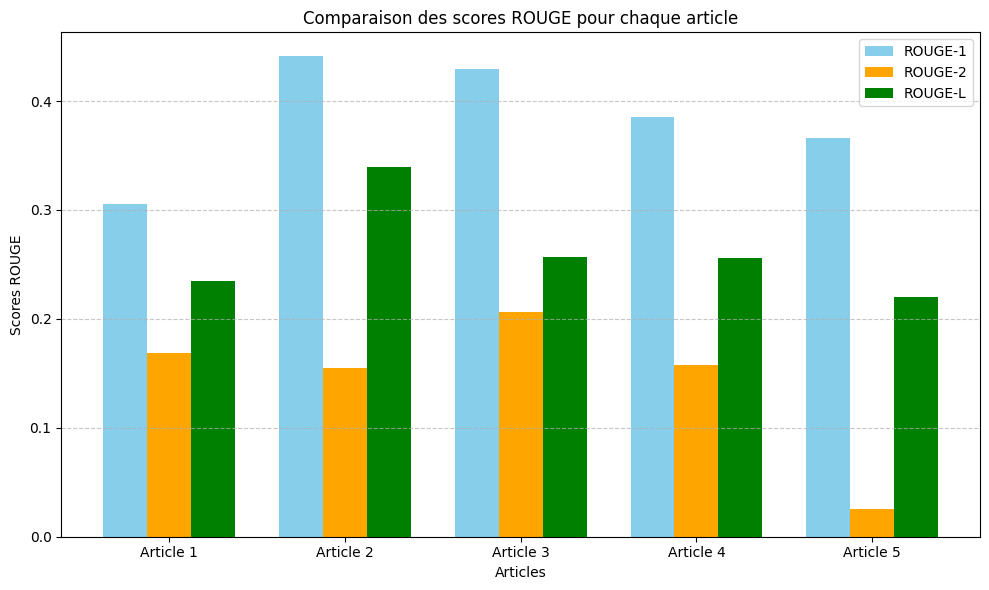 Comparaison des scores ROUGE pour chaque article
ROUGE-1
ROUGE-2
ROUGE-L
Scores ROUGE
0.4
0.3
0.2
0.1
0.0
Article 1
Article 2
Article 3
Article 4
Article 5
Articles